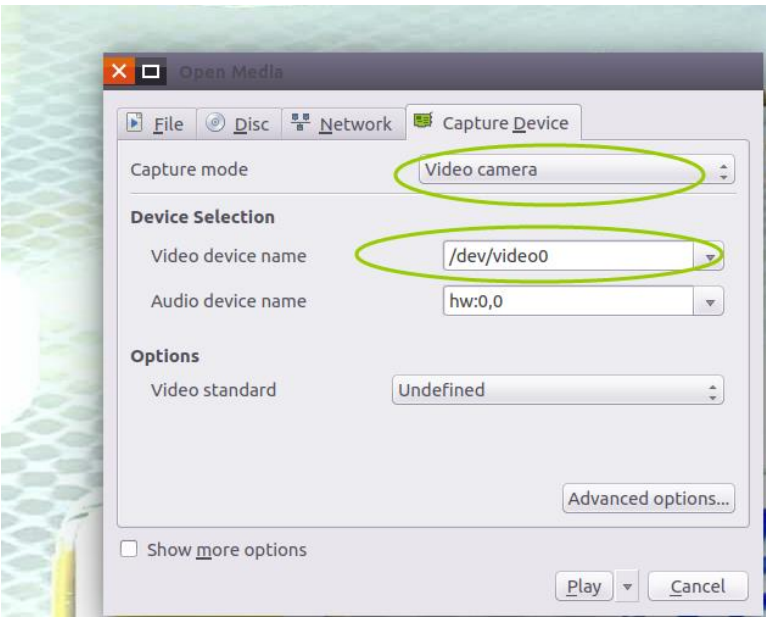 Open Media
File Disc Network Capture Device
Capture mode Video camera
Device Selection
Video device name /dev/video0
Audio device name hw:0,0
Options
Video standard Undefined
Advanced options...
Show more options
Play Cancel